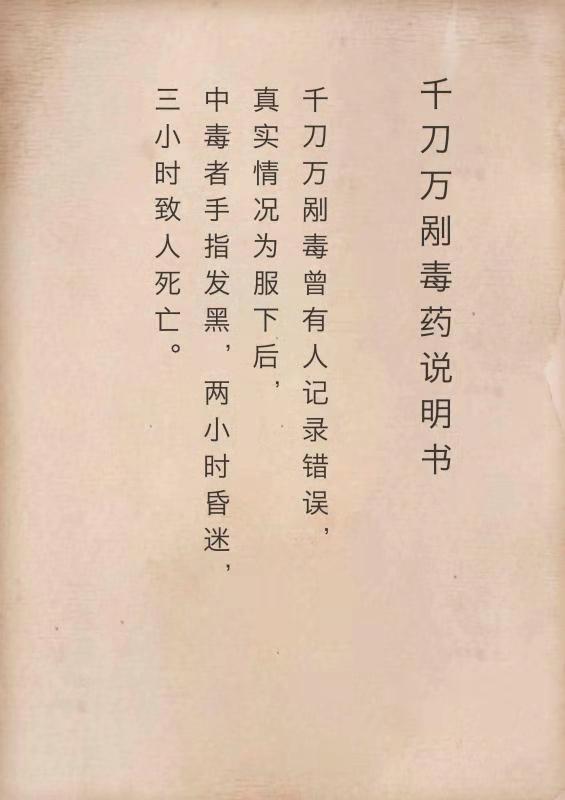 千刀万剐毒药说明书
千刀万剐毒曾有人记录错误，
真实情况为服下后，
中毒者手指发黑，两小时昏迷，
三小时致人死亡。